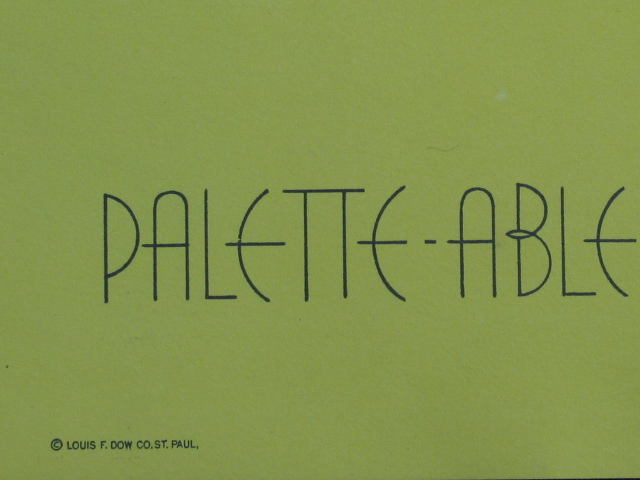 PALETTE-ABLE
© LOUIS F. DOW CO. ST. PAUL,